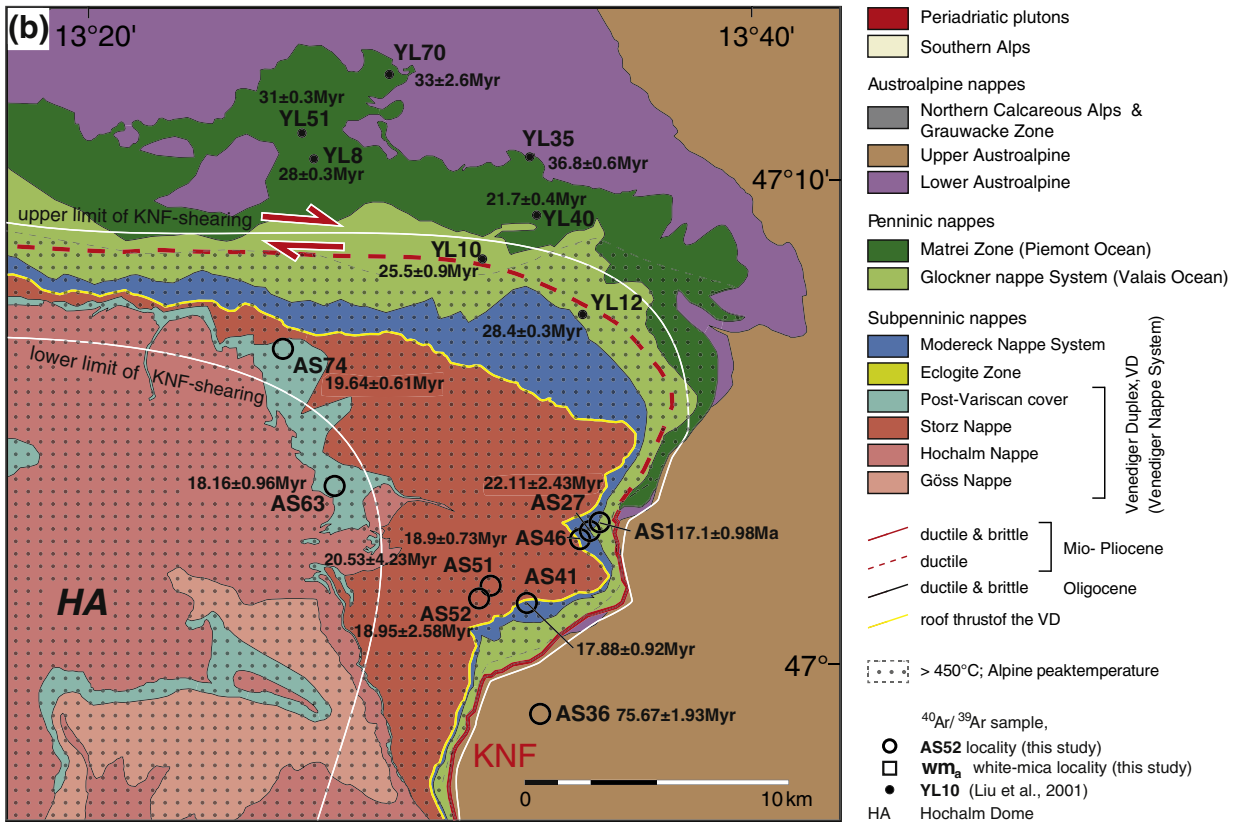 (b)
13°20'
13°40'
YL70
33±2.6Myr
31±0.3Myr
YL51
YL8
28±0.3Myr
YL35
36.8±0.6Myr
47°10'
21.7±0.4Myr
YL40
upper limit of KNF-shearing
YL10
25.5±0.9Myr
YL12
28.4±0.3Myr
lower limit of KNF-shearing
AS74
19.64±0.61Myr
18.16±0.96Myr
AS63
22.11±2.43Myr
AS27
AS46
AS1 17.1±0.98Ma
18.9±0.73Myr
20.53±4.23Myr
AS51
AS41
HA
AS52
18.95±2.58Myr
17.88±0.92Myr
47°
AS36 75.67±1.93Myr
KNF
0 10 km
Periadriatic plutons
Southern Alps
Austroalpine nappes
Northern Calcareous Alps &
Grauwacke Zone
Upper Austroalpine
Lower Austroalpine
Penninic nappes
Matrei Zone (Piemont Ocean)
Glockner nappe System (Valais Ocean)
Subpenninic nappes
Modereck Nappe System
Eclogite Zone
Post-Variscan cover
Storz Nappe
Hochalm Nappe
Göss Nappe
Venediger Duplex,VD
(Venediger Nappe System)
ductile & brittle
ductile
Mio- Pliocene
ductile & brittle Oligocene
roof thrustof the VD
> 450°C; Alpine peaktemperature
40Ar/ 39Ar sample,
AS52 locality (this study)
wma white-mica locality (this study)
YL10 (Liu et al., 2001)
HA Hochalm Dome